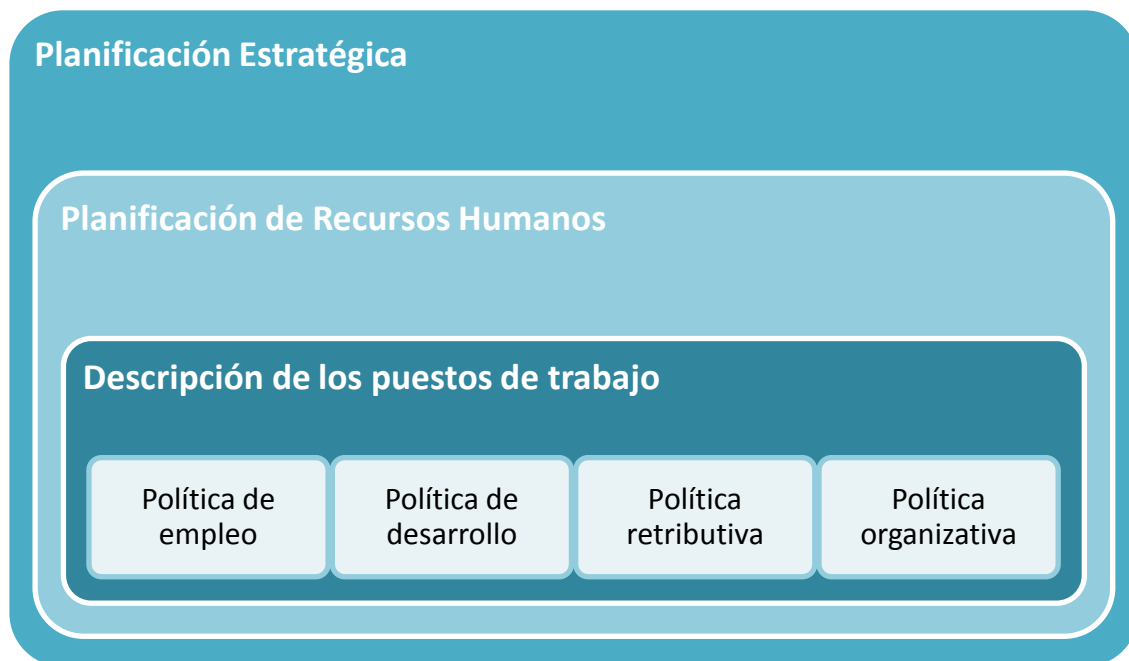 Planificación Estratégica
Planificación de Recursos Humanos
Descripción de los puestos de trabajo
Política de
empleo
Política de
desarrollo
Política
retributiva
Política
organizativa